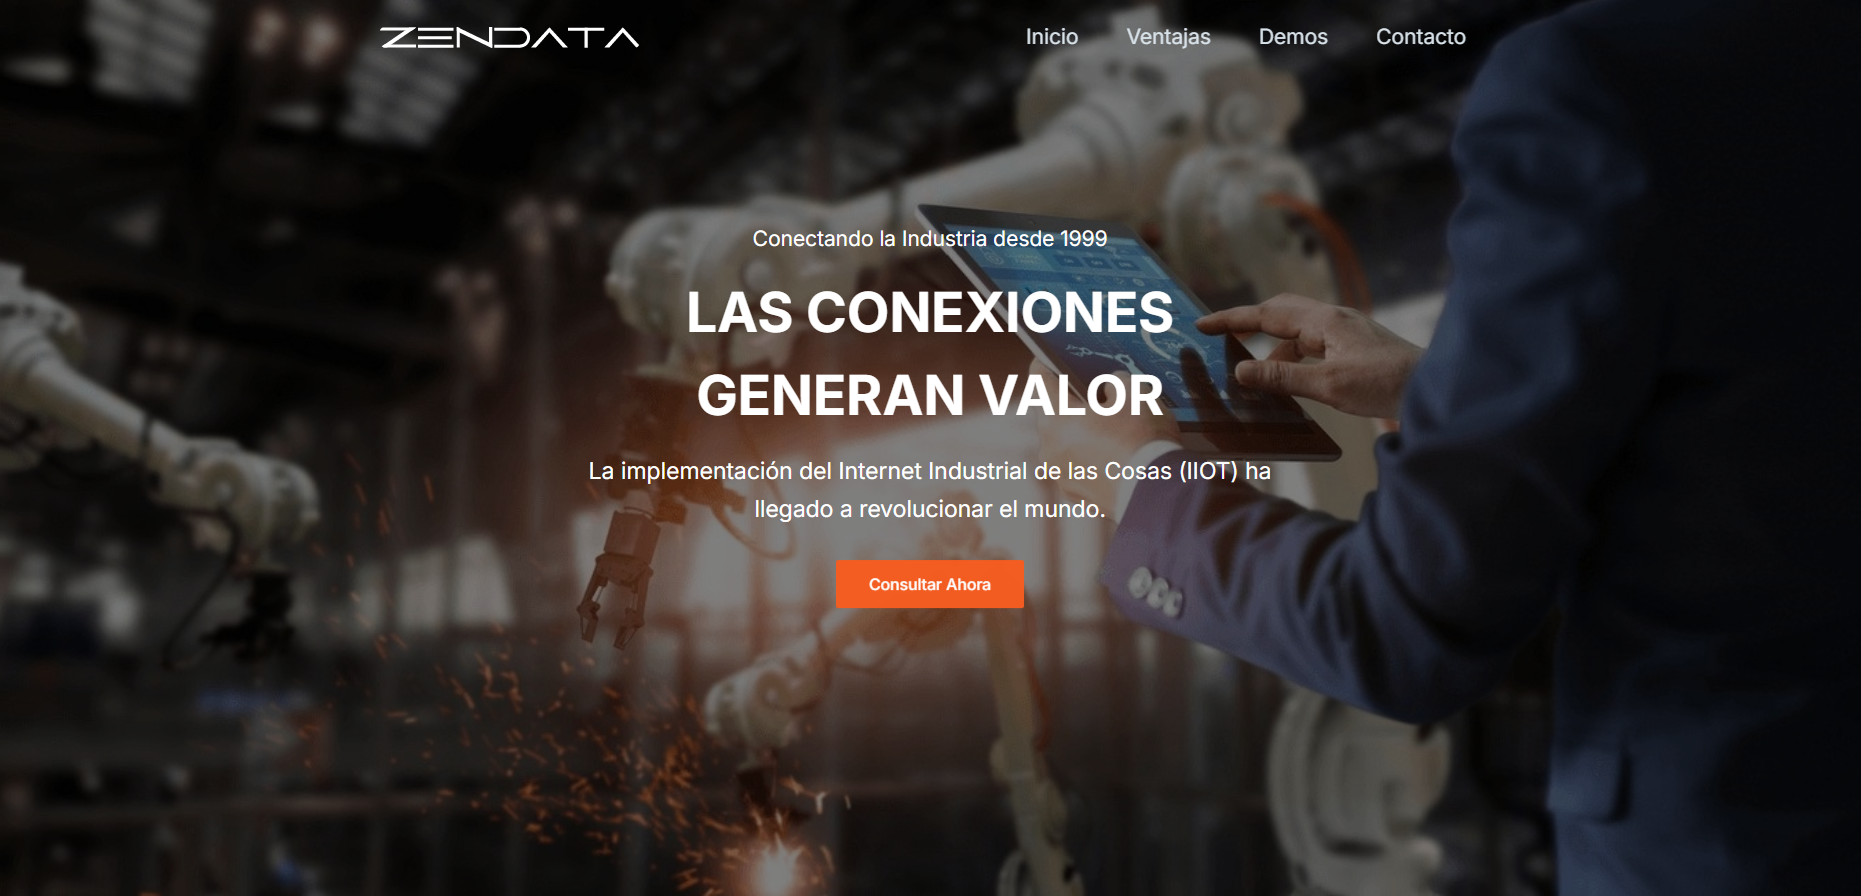 ZENDATA
Inicio Ventajas Demos Contacto
Conectando la Industria desde 1999
LAS CONEXIONES
GENERAN VALOR
La implementación del Internet Industrial de las Cosas (IIOT) ha
llegado a revolucionar el mundo.
Consultar Ahora